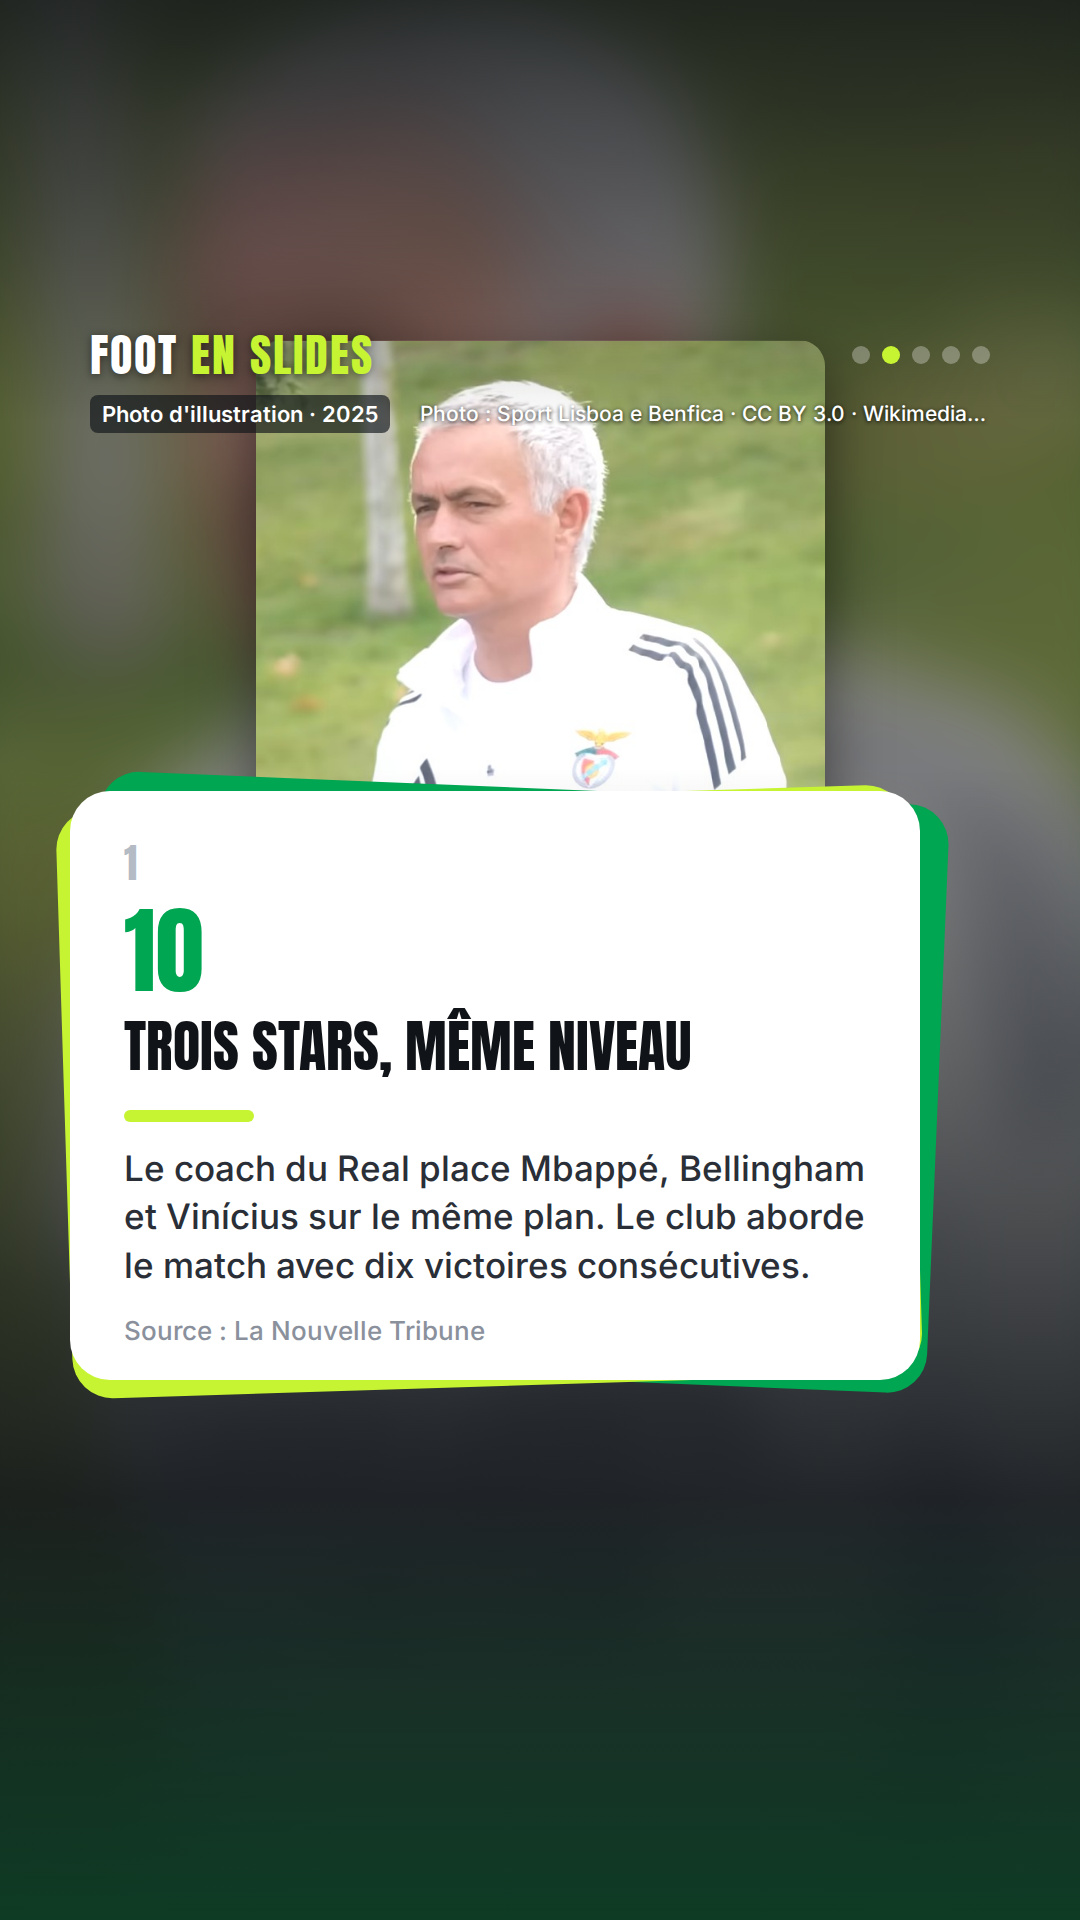 FOOT EN SLIDES
Photo d'illustration · 2025
Photo : Sport Lisboa e Benfica · CC BY 3.0 · Wikimedia...
1
10
TROIS STARS, MÊME NIVEAU
Le coach du Real place Mbappé, Bellingham
et Vinícius sur le même plan. Le club aborde
le match avec dix victoires consécutives.
Source : La Nouvelle Tribune